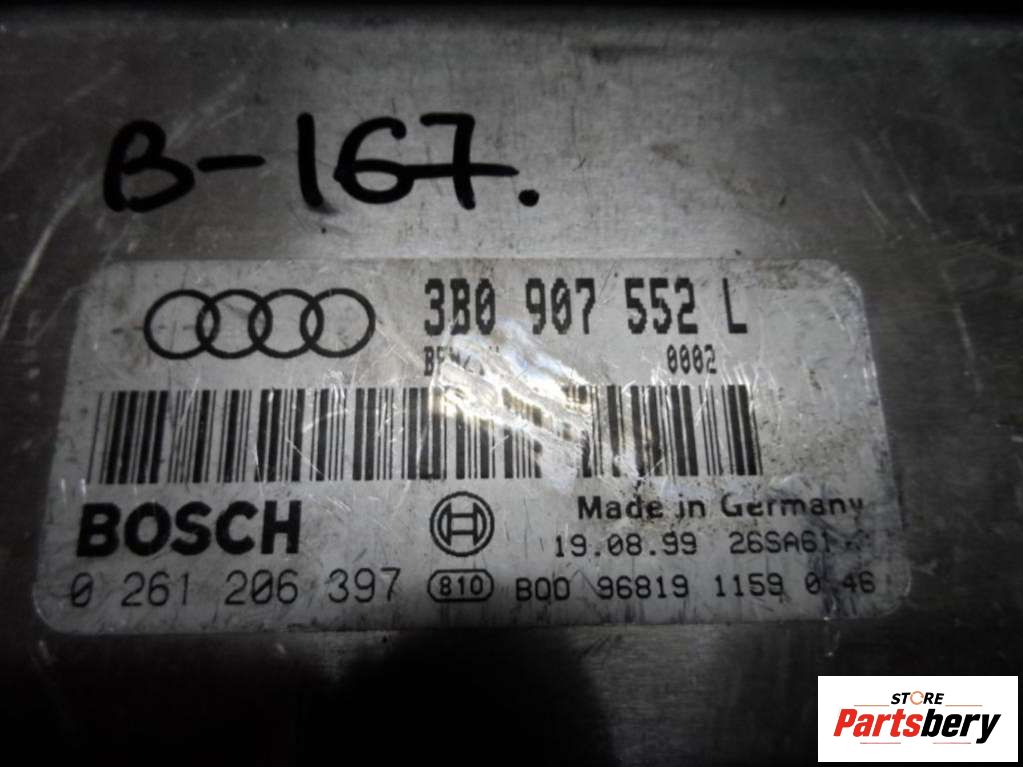 B-167.
3B0 907 552 L
0002
BOSCH
Made in Germany
19.08.99 26SA61
0 261 206 397 810 BQD 96819 1159 0 46
STORE
Partsbery